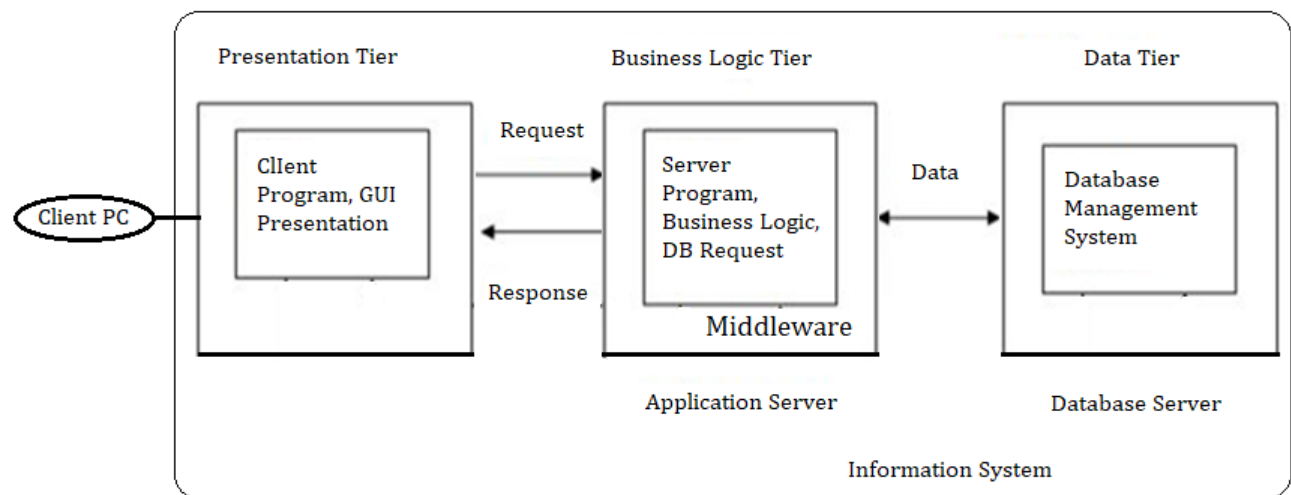 Presentation Tier
Business Logic Tier
Data Tier
Request
ClIent
Program, GUI
Presentation
Server
Program,
Business Logic,
DB Request
Data
Database
Management
System
Client PC
Response
Middleware
Application Server
Database Server
Information System